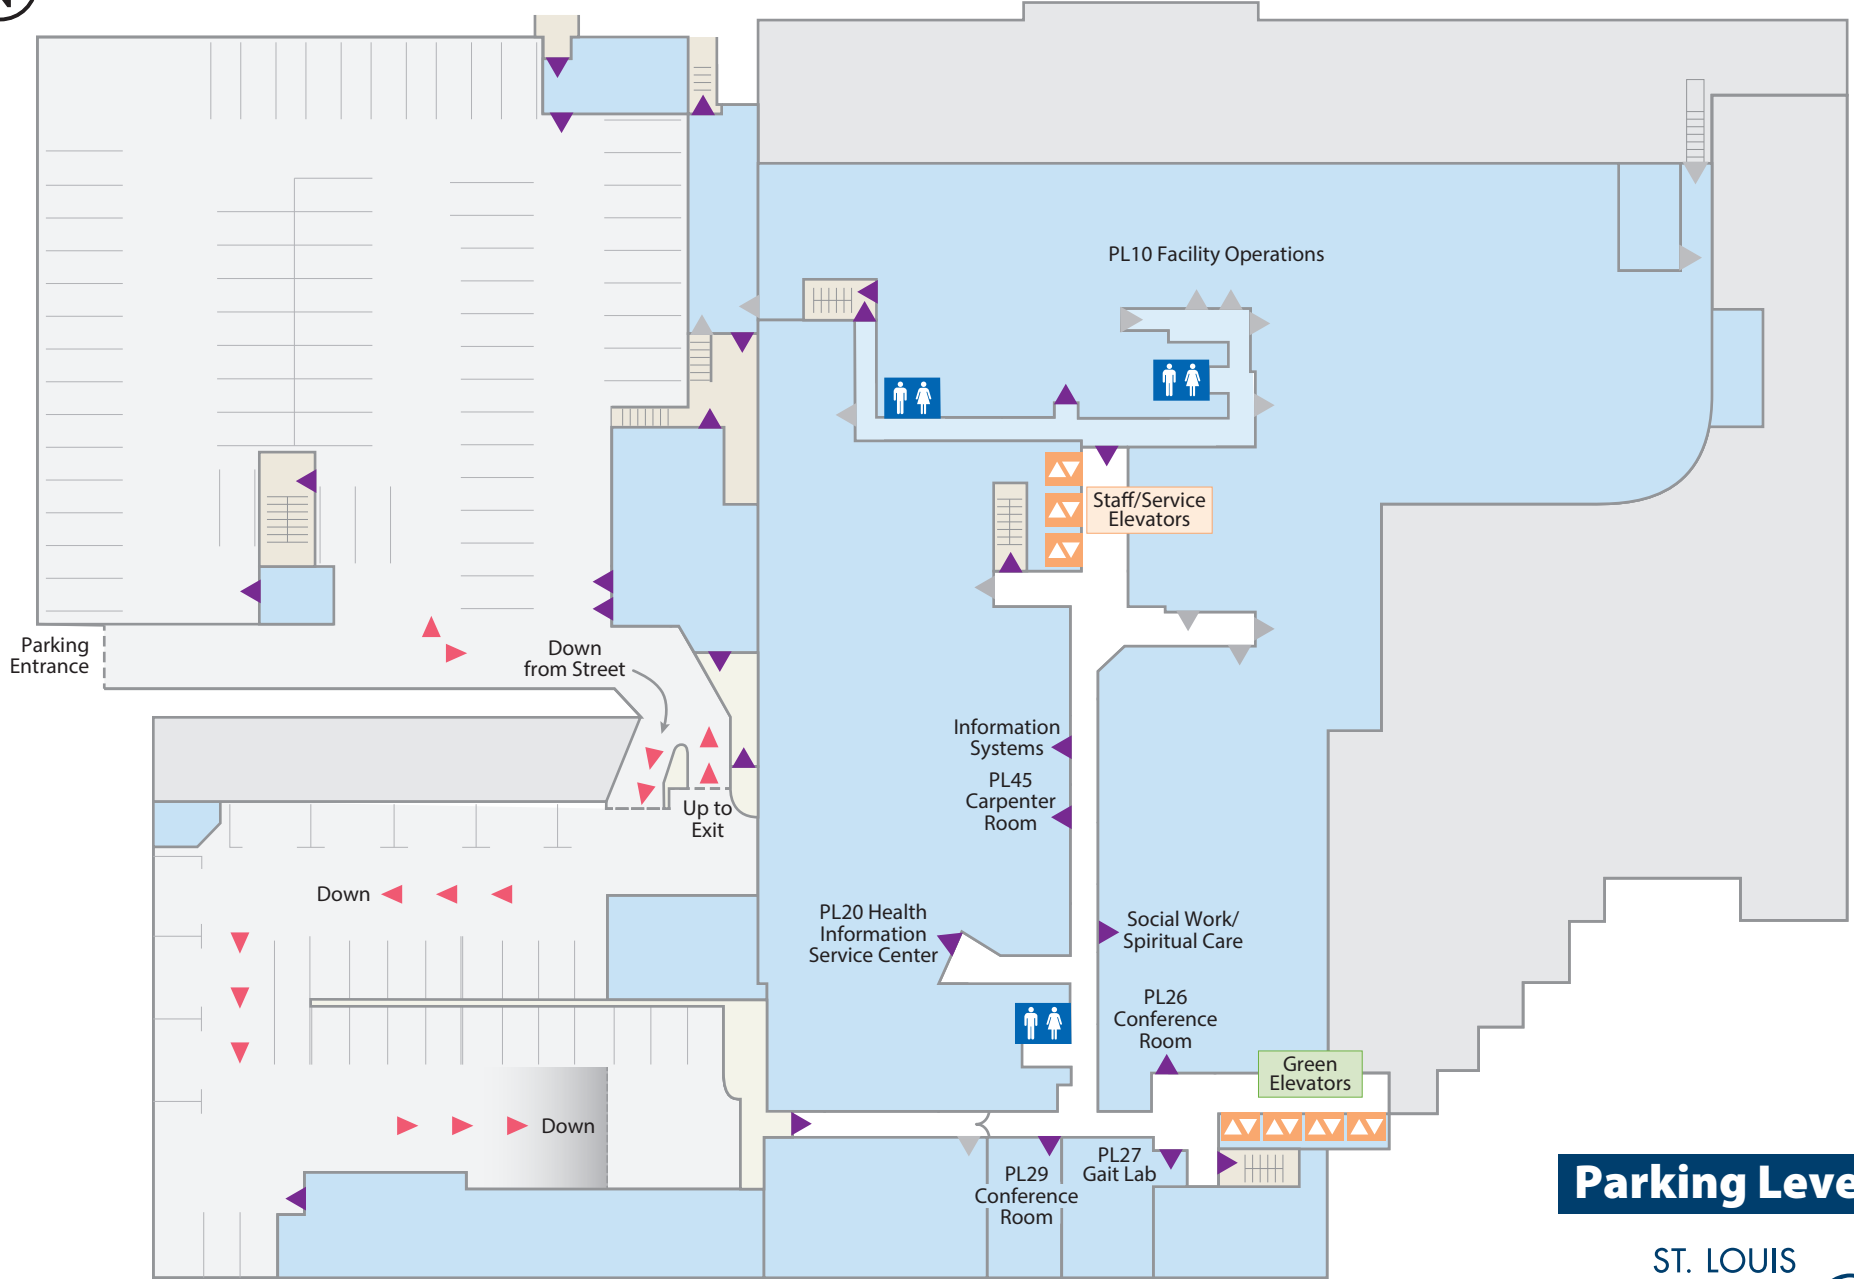 N
PL10 Facility Operations
Staff/Service
Elevators
Parking
Entrance
Down
from Street
Information
Systems
PL45
Carpenter
Room
Up to
Exit
Down
PL20 Health
Information
Service Center
Social Work/
Spiritual Care
PL26
Conference
Room
Green
Elevators
Down
PL29
Conference
Room
PL27
Gait Lab
Parking Leve
ST. LOUIS